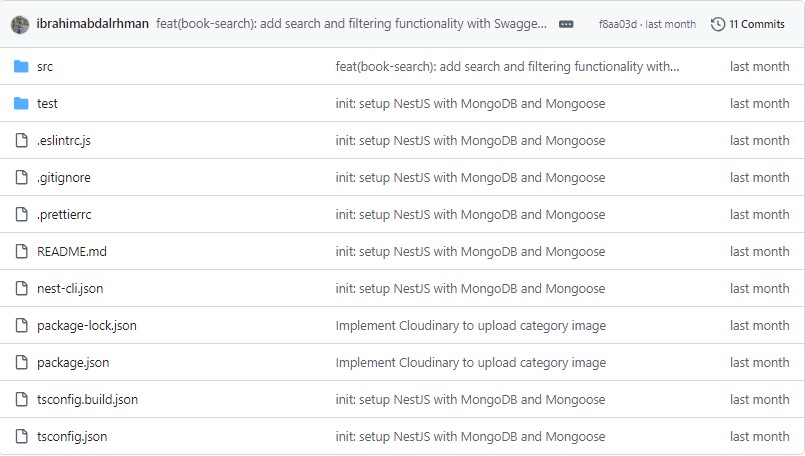 ibrahimabdalrhman feat(book-search): add search and filtering functionality with Swagge... f8aa03d · last month 11 Commits
src feat(book-search): add search and filtering functionality with... last month
test init: setup NestJS with MongoDB and Mongoose last month
.eslintrc.js init: setup NestJS with MongoDB and Mongoose last month
.gitignore init: setup NestJS with MongoDB and Mongoose last month
.prettierrc init: setup NestJS with MongoDB and Mongoose last month
README.md init: setup NestJS with MongoDB and Mongoose last month
nest-cli.json init: setup NestJS with MongoDB and Mongoose last month
package-lock.json Implement Cloudinary to upload category image last month
package.json Implement Cloudinary to upload category image last month
tsconfig.build.json init: setup NestJS with MongoDB and Mongoose last month
tsconfig.json init: setup NestJS with MongoDB and Mongoose last month